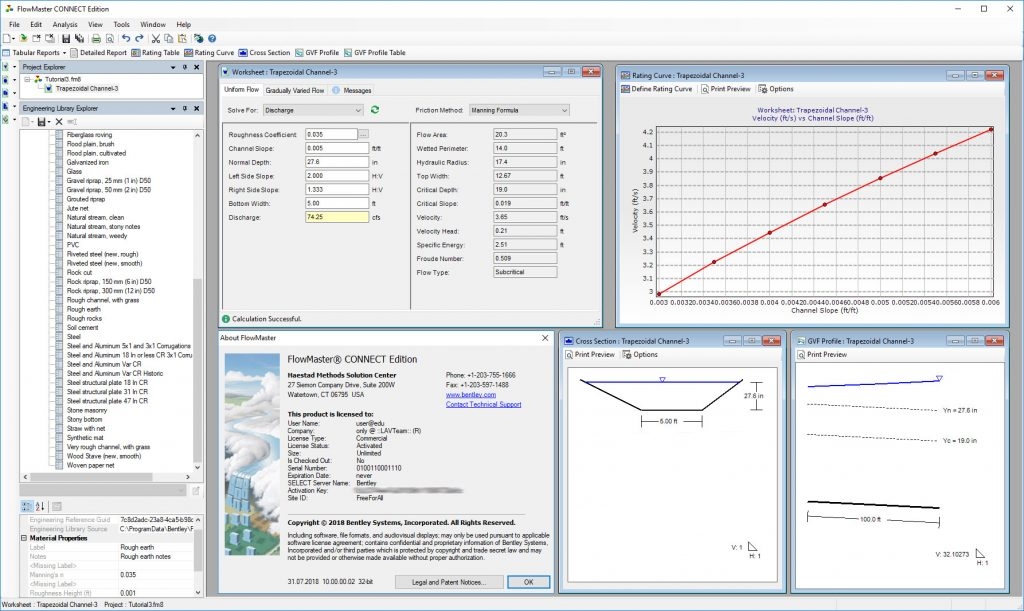 FlowMaster CONNECT Edition
File Edit Analysis View Tools Window Help
Tabular Reports Detailed Report Rating Table Rating Curve Cross Section GVF Profile GVF Profile Table
Project Explorer
Tutorial3.fm8
Trapezoidal Channel-3
Engineering Library Explorer
Fiberglass roving
Flood plain, brush
Flood plain, cultivated
Galvanized iron
Glass
Gravel riprap, 25 mm (1 in) D50
Gravel riprap, 50 mm (2 in) D50
Grouted riprap
Jute net
Natural stream, clean
Natural stream, stony notes
Natural stream, weedy
PVC
Riveted steel (new, rough)
Riveted steel (new, smooth)
Rock cut
Rock riprap, 150 mm (6 in) D50
Rock riprap, 300 mm (12 in) D50
Rough channel, with grass
Rough earth
Rough rocks
Soil cement
Steel
Steel and Aluminum 5x1 and 3x1 Corrugations
Steel and Aluminum 18 In or less CR 3x1 Corru
Steel and Aluminum Var CR
Steel and Aluminum Var CR Historic
Steel structural plate 18 In CR
Steel structural plate 31 In CR
Steel structural plate 47 In CR
Stone masonry
Stony bottom
Straw with net
Synthetic mat
Very rough channel, with grass
Wood Stave (new, smooth)
Woven paper net
Engineering Reference Guid 7c8d2adc-23a8-4ca5-b98c
Engineering Library Source C:\ProgramData\Bentley\F
Material Properties
Label Rough earth
Notes Rough earth notes
<Missing Label>
Manning's n 0.035
<Missing Label>
Roughness Height (ft) 0.001
Worksheet : Trapezoidal Channel-3 Project : Tutorial3.fm8
Worksheet : Trapezoidal Channel-3
Uniform Flow Gradually Varied Flow Messages
Solve For: Discharge Friction Method: Manning Formula
Roughness Coefficient: 0.035 ...
Channel Slope: 0.005 ft/ft
Normal Depth: 27.6 in
Left Side Slope: 2.000 H:V
Right Side Slope: 1.333 H:V
Bottom Width: 5.00 ft
Discharge: 74.25 cfs
Flow Area: 20.3 ft²
Wetted Perimeter: 14.0 ft
Hydraulic Radius: 17.4 in
Top Width: 12.67 ft
Critical Depth: 19.0 in
Critical Slope: 0.019 ft/ft
Velocity: 3.65 ft/s
Velocity Head: 0.21 ft
Specific Energy: 2.51 ft
Froude Number: 0.509
Flow Type: Subcritical
Calculation Successful.
Rating Curve : Trapezoidal Channel-3
Define Rating Curve Print Preview Options
Worksheet: Trapezoidal Channel-3
Velocity (ft/s) vs Channel Slope (ft/ft)
Velocity (ft/s)
4.2
4.1
4
3.9
3.8
3.7
3.6
3.5
3.4
3.3
3.2
3.1
3
0.003 0.0032 0.0034 0.0036 0.0038 0.004 0.0042 0.0044 0.0046 0.0048 0.005 0.0052 0.0054 0.0056 0.0058 0.006
Channel Slope (ft/ft)
About FlowMaster
FlowMaster® CONNECT Edition
Haestad Methods Solution Center
27 Siemon Company Drive, Suite 200W
Watertown, CT 06795 USA
Phone: +1-203-755-1666
Fax: +1-203-597-1488
www.bentley.com
Contact Technical Support
This product is licensed to:
User Name: user@edu
Company: only @ ::LAVTeam:: (R)
License Type: Commercial
License Status: Activated
Size: Unlimited
Is Checked Out: No
Serial Number: 0100110001110
Expiration Date: never
SELECT Server Name: Bentley
Activation Key:
Site ID: FreeForAll
Copyright © 2018 Bentley Systems, Incorporated. All Rights Reserved.
Including software, file formats, and audiovisual displays; may only be used pursuant to applicable
software license agreement; contains confidential and proprietary information of Bentley Systems,
Incorporated and/or third parties which is protected by copyright and trade secret law and may
not be provided or otherwise made available without proper authorization.
31.07.2018 10.00.00.02 32-bit Legal and Patent Notices... OK
Cross Section : Trapezoidal Channel-3
Print Preview Options
27.6 in
5.00 ft
V: 1
H: 1
GVF Profile : Trapezoidal Channel-3
Print Preview
Yn = 27.6 in
Yc = 19.0 in
100.0 ft
V: 32.10273
H: 1